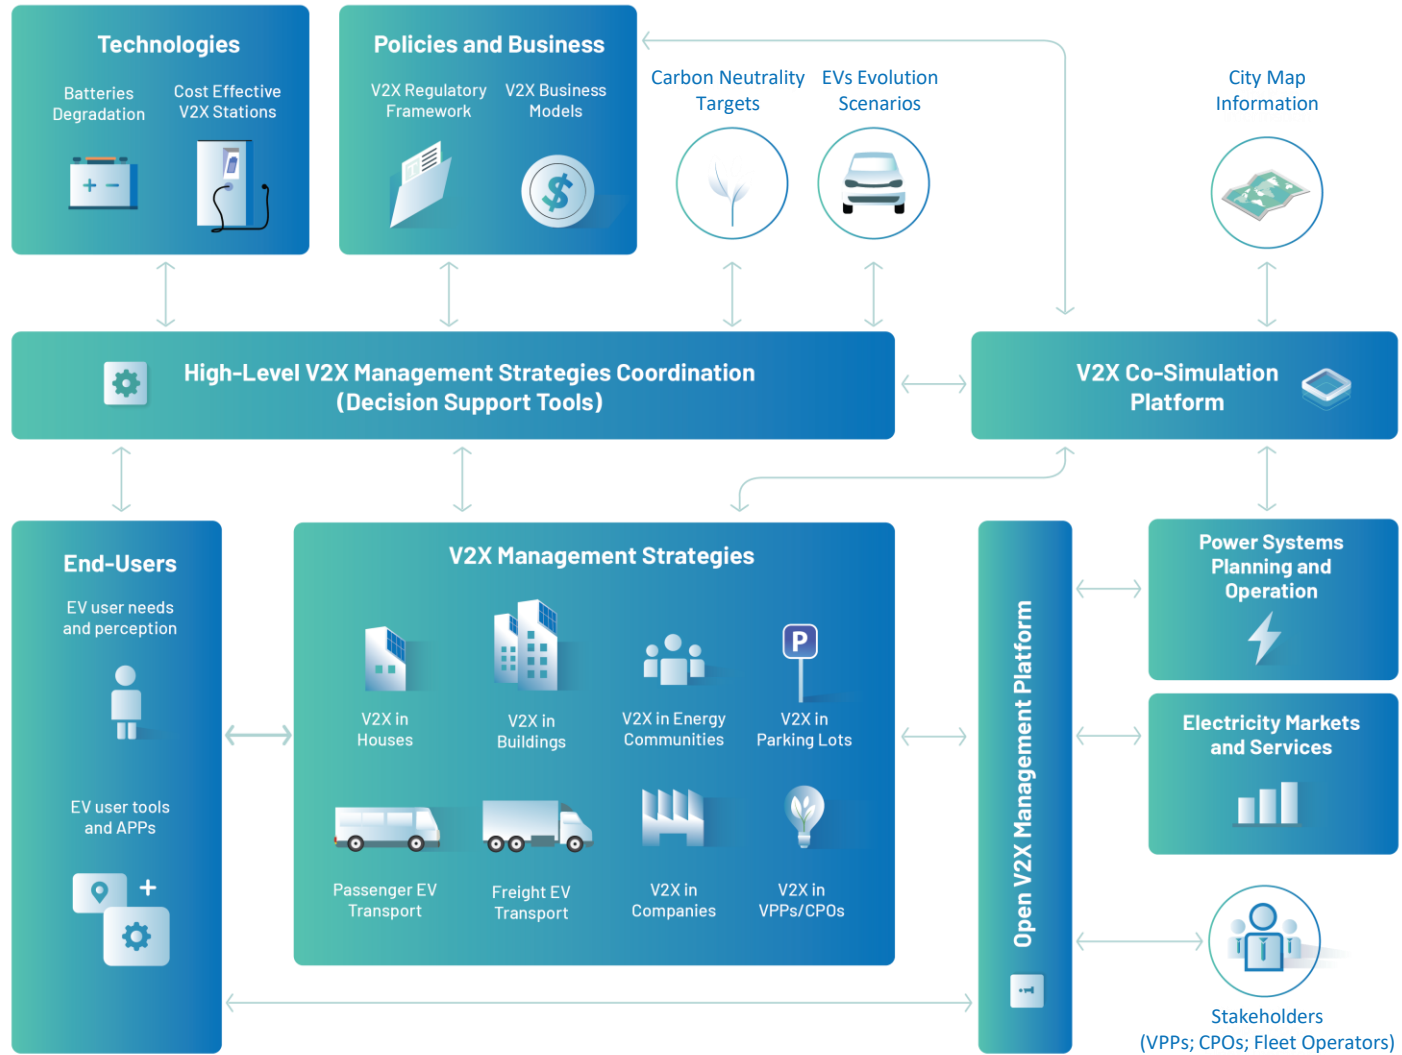 Technologies
Batteries
Degradation
Cost Effective
V2X Stations
Policies and Business
V2X Regulatory
Framework
V2X Business
Models
$
Carbon Neutrality
Targets
EVs Evolution
Scenarios
City Map
Information
High-Level V2X Management Strategies Coordination
(Decision Support Tools)
V2X Co-Simulation
Platform
End-Users
EV user needs
and perception
EV user tools
and APPs
V2X Management Strategies
V2X in
Houses
V2X in
Buildings
V2X in Energy
Communities
P
V2X in
Parking Lots
Passenger EV
Transport
Freight EV
Transport
V2X in
Companies
V2X in
VPPs/CPOs
Open V2X Management Platform
i
Power Systems
Planning and
Operation
Electricity Markets
and Services
Stakeholders
(VPPs; CPOs; Fleet Operators)